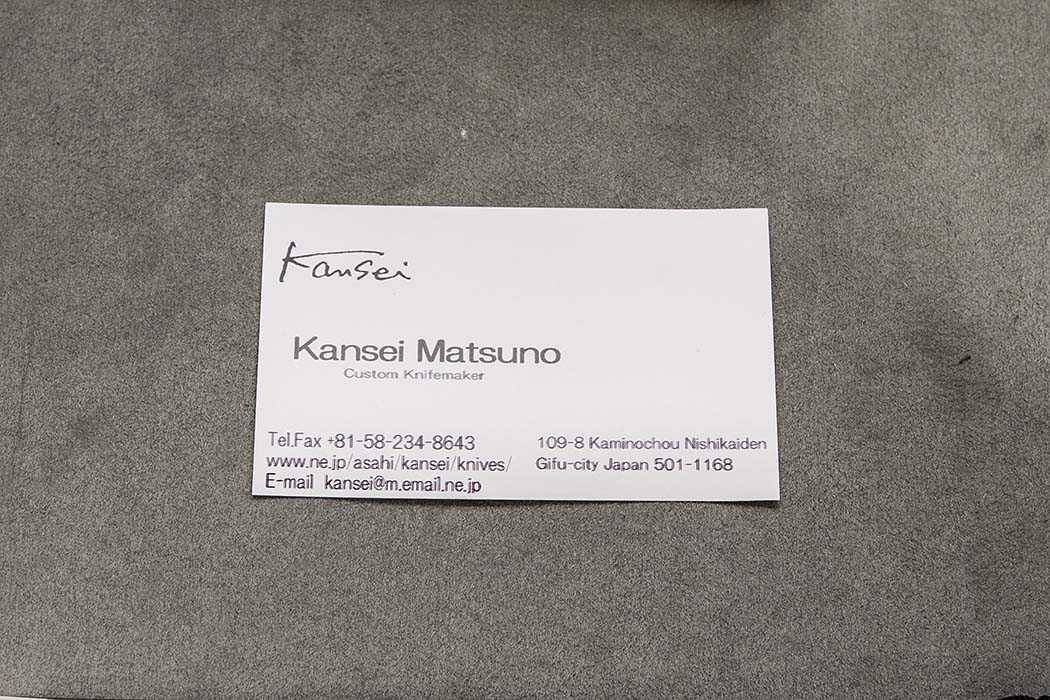 Kansei
Kansei Matsuno
Custom Knifemaker
Tel.Fax +81-58-234-8643
www.ne.jp/asahi/kansei/knives/
E-mail kansei@m.email.ne.jp
109-8 Kaminochou Nishikaiden
Gifu-city Japan 501-1168